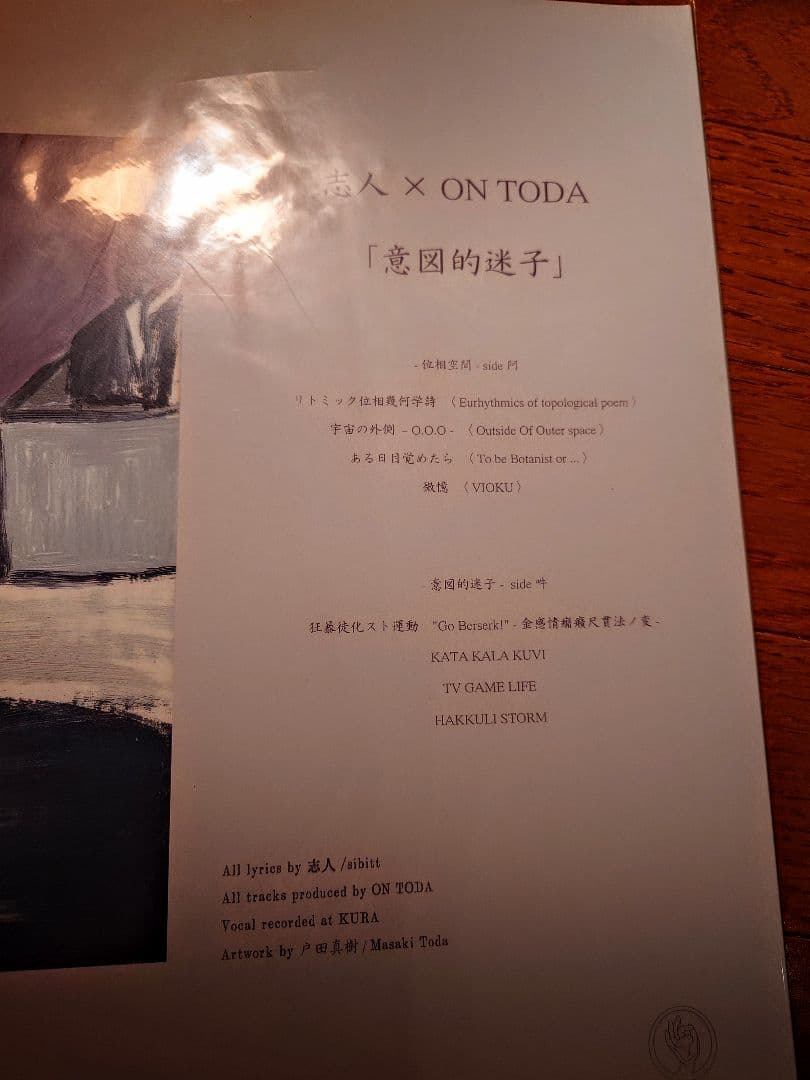 志人 × ON TODA
「意図的迷子」
- 位相空間 - side 阿
リトミック位相幾何学詩 〈Eurhythmics of topological poem〉
宇宙の外側 - O.O.O - 〈Outside Of Outer space〉
ある日目覚めたら 〈To be Botanist or ...〉
微憶 〈VIOKU〉
- 意図的迷子 - side 吽
狂暴徒化スト運動 "Go Berserk!" - 金感情癇癪尺貫法ノ変 -
KATA KALA KUVI
TV GAME LIFE
HAKKULI STORM
All lyrics by 志人/sibitt
All tracks produced by ON TODA
Vocal recorded at KURA
Artwork by 戸田真樹/Masaki Toda